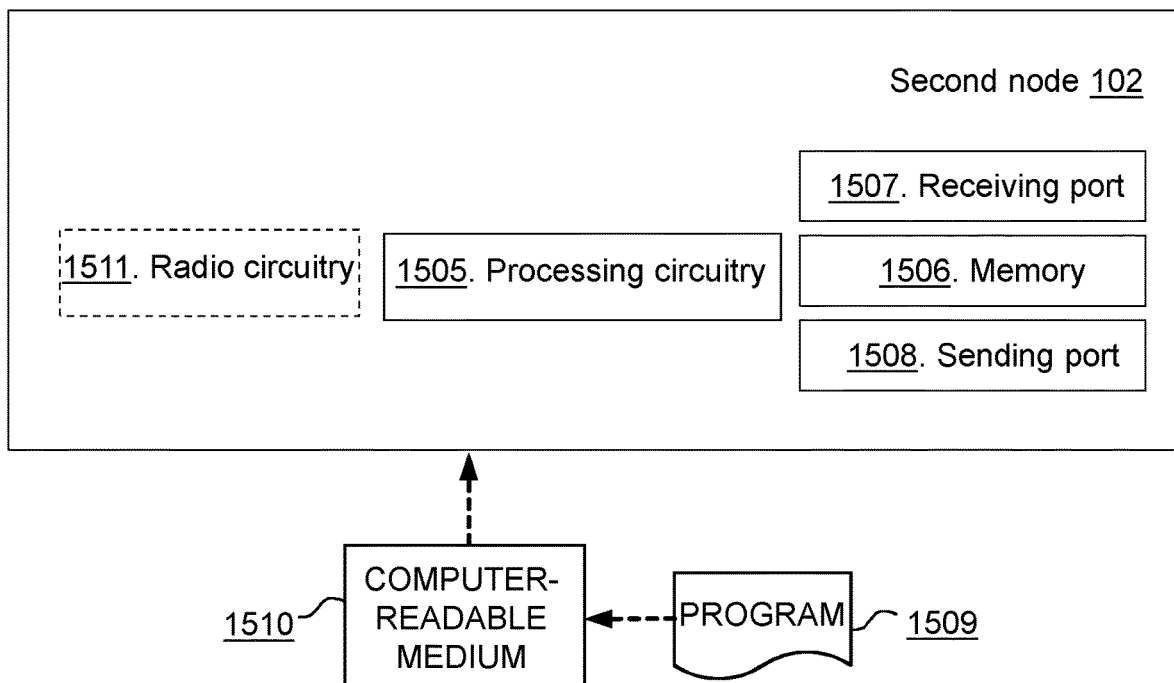 Second node 102
1507. Receiving port
1511. Radio circuitry
1505. Processing circuitry
1506. Memory
1508. Sending port
COMPUTER-
READABLE
MEDIUM
1510
PROGRAM
1509